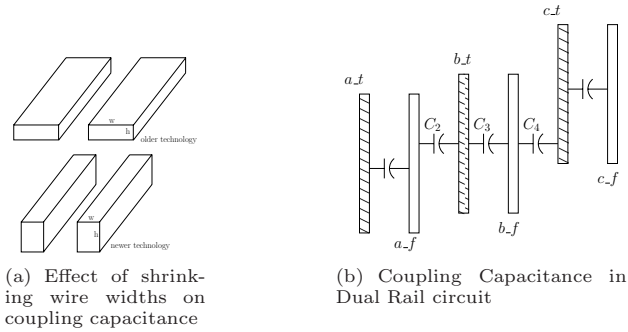 w
h
older technology
w
h
newer technology
(a) Effect of shrink-
ing wire widths on
coupling capacitance
a_t
a_f
C2
b_t
C3
b_f
C4
c_t
c_f
(b) Coupling Capacitance in
Dual Rail circuit